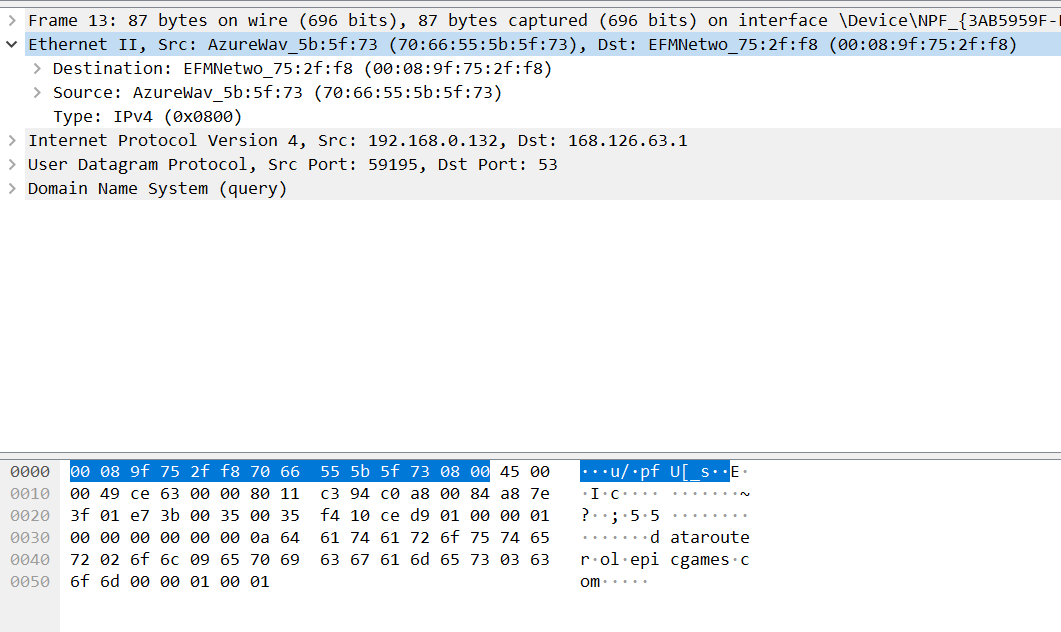 Frame 13: 87 bytes on wire (696 bits), 87 bytes captured (696 bits) on interface \Device\NPF_{3AB5959F-
Ethernet II, Src: AzureWav_5b:5f:73 (70:66:55:5b:5f:73), Dst: EFMNetwo_75:2f:f8 (00:08:9f:75:2f:f8)
Destination: EFMNetwo_75:2f:f8 (00:08:9f:75:2f:f8)
Source: AzureWav_5b:5f:73 (70:66:55:5b:5f:73)
Type: IPv4 (0x0800)
Internet Protocol Version 4, Src: 192.168.0.132, Dst: 168.126.63.1
User Datagram Protocol, Src Port: 59195, Dst Port: 53
Domain Name System (query)
0000 00 08 9f 75 2f f8 70 66 55 5b 5f 73 08 00 45 00 ···u/·pf U[_s··E·
0010 00 49 ce 63 00 00 80 11 c3 94 c0 a8 00 84 a8 7e ·I·c···· ·······~
0020 3f 01 e7 3b 00 35 00 35 f4 10 ce d9 01 00 00 01 ?··;·5·5 ········
0030 00 00 00 00 00 00 0a 64 61 74 61 72 6f 75 74 65 ·······d ataroute
0040 72 02 6f 6c 09 65 70 69 63 67 61 6d 65 73 03 63 r·ol·epi cgames·c
0050 6f 6d 00 00 01 00 01 om·····